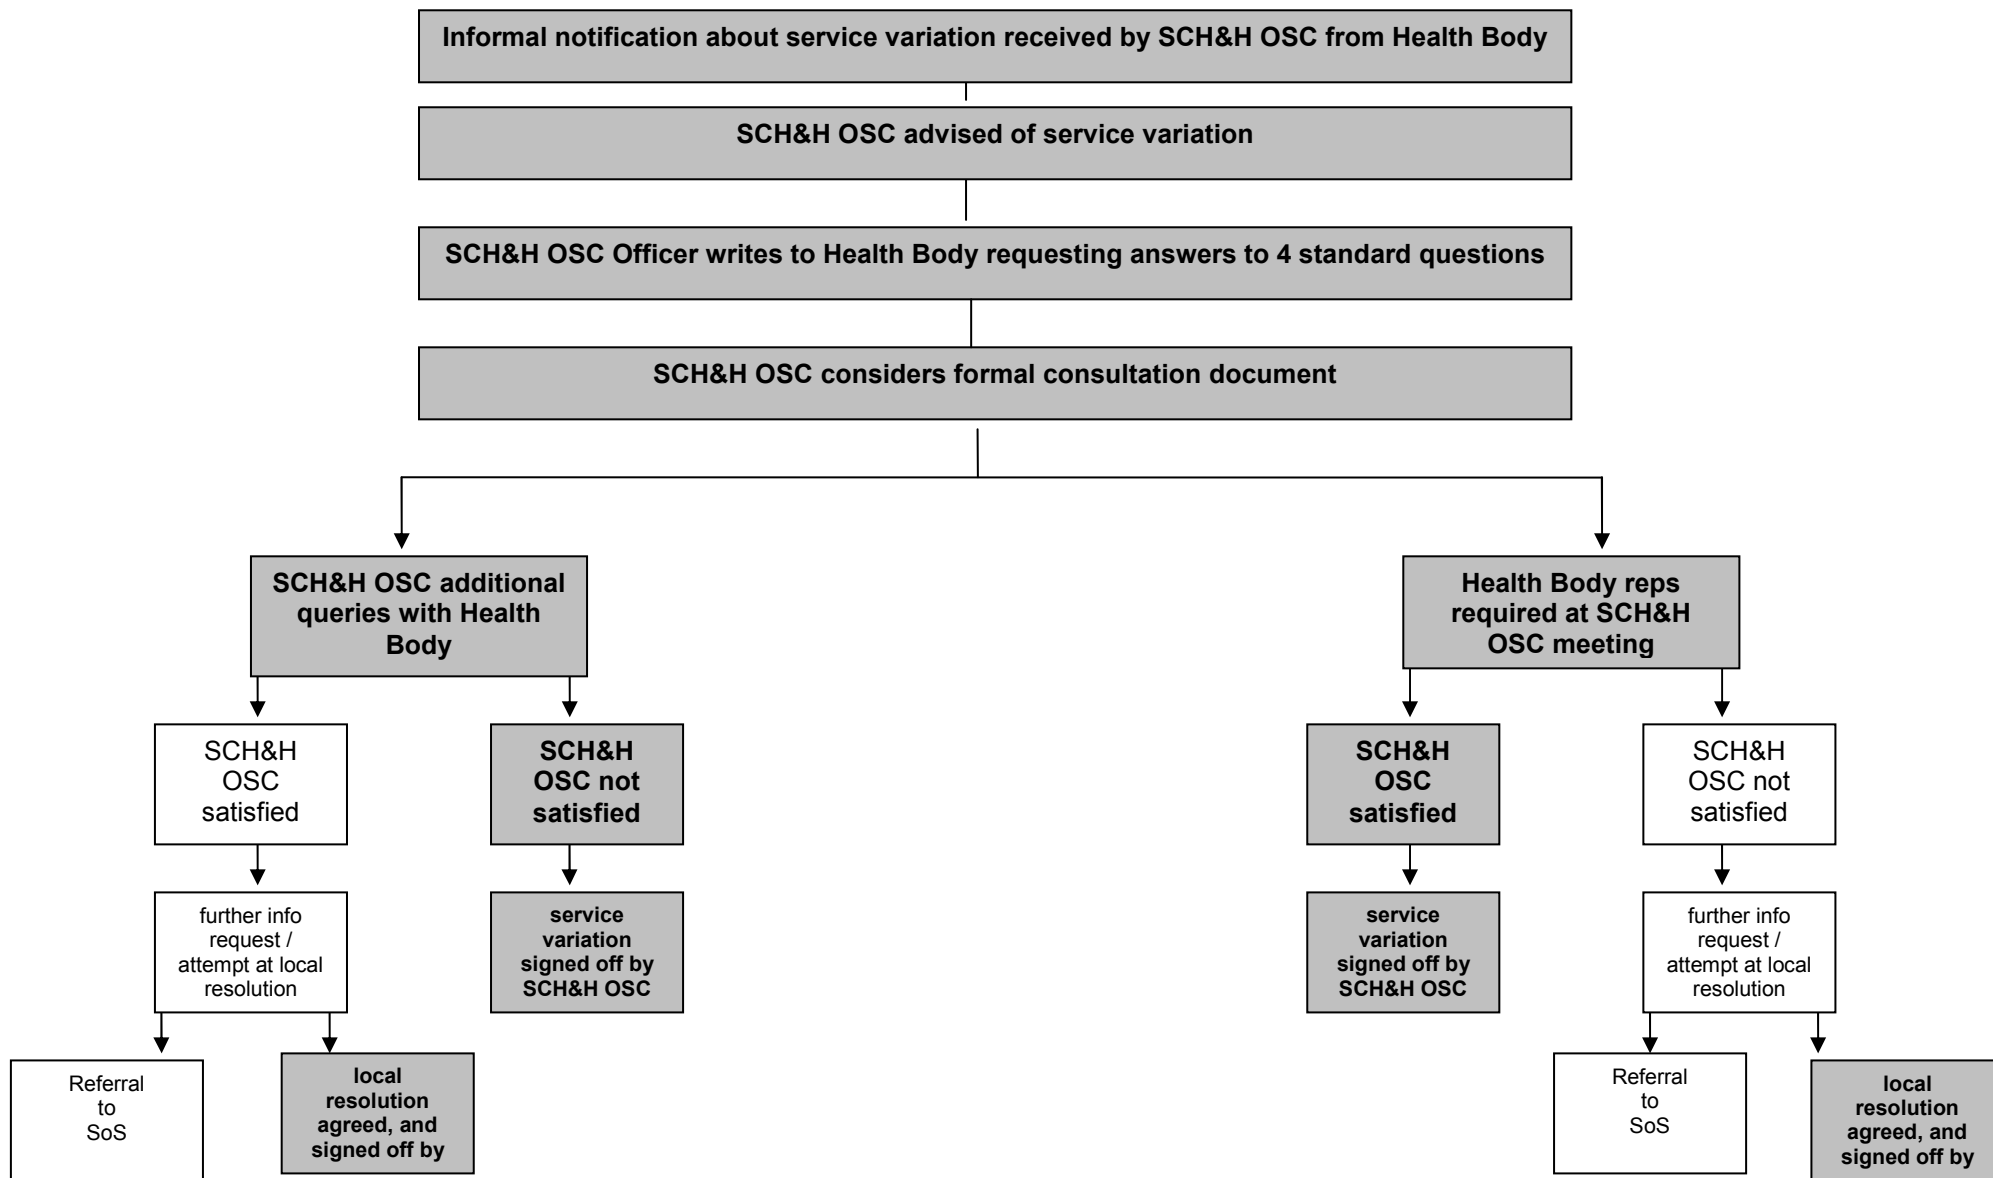 Informal notification about service variation received by SCH&H OSC from Health Body
SCH&H OSC advised of service variation
SCH&H OSC Officer writes to Health Body requesting answers to 4 standard questions
SCH&H OSC considers formal consultation document
SCH&H OSC additional
queries with Health
Body
Health Body reps
required at SCH&H
OSC meeting
SCH&H
OSC
satisfied
SCH&H
OSC not
satisfied
SCH&H
OSC
satisfied
SCH&H
OSC not
satisfied
further info
request /
attempt at local
resolution
service
variation
signed off by
SCH&H OSC
service
variation
signed off by
SCH&H OSC
further info
request /
attempt at local
resolution
Referral
to
SoS
local
resolution
agreed, and
signed off by
Referral
to
SoS
local
resolution
agreed, and
signed off by